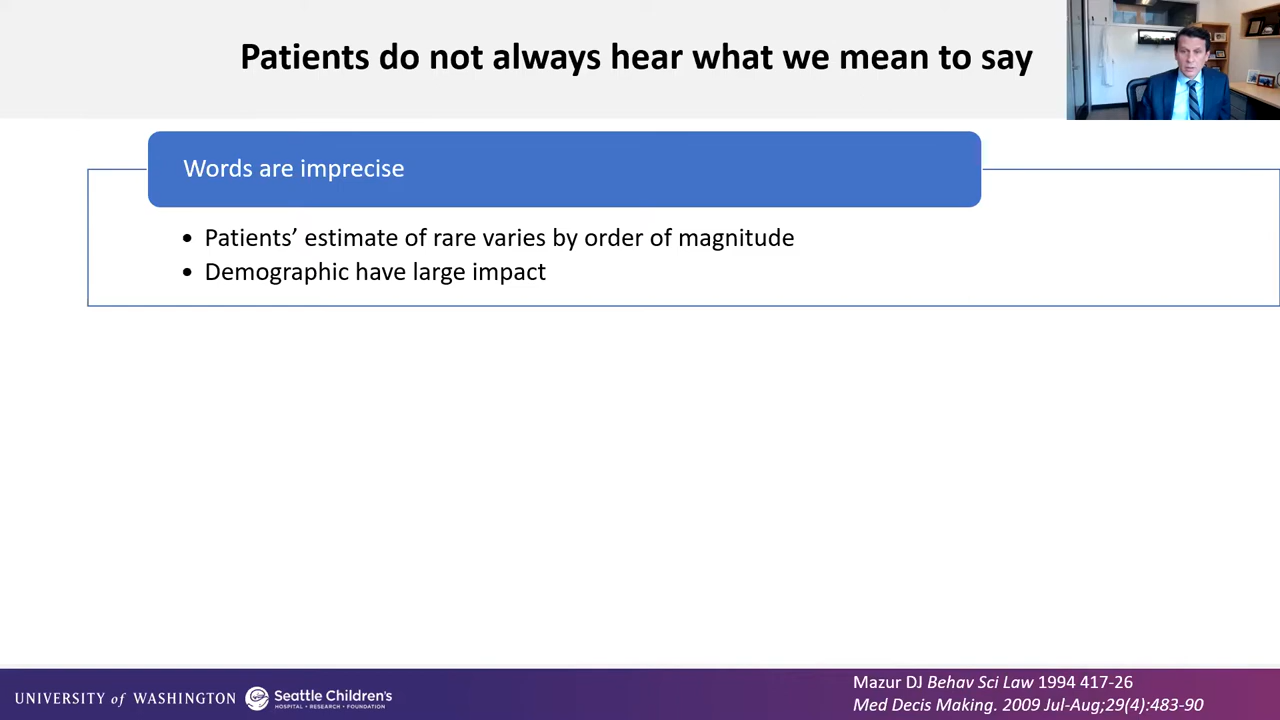 Patients do not always hear what we mean to say
Words are imprecise
• Patients’ estimate of rare varies by order of magnitude
• Demographic have large impact
UNIVERSITY of WASHINGTON
Seattle Children's
HOSPITAL • RESEARCH • FOUNDATION
Mazur DJ Behav Sci Law 1994 417-26
Med Decis Making. 2009 Jul-Aug;29(4):483-90